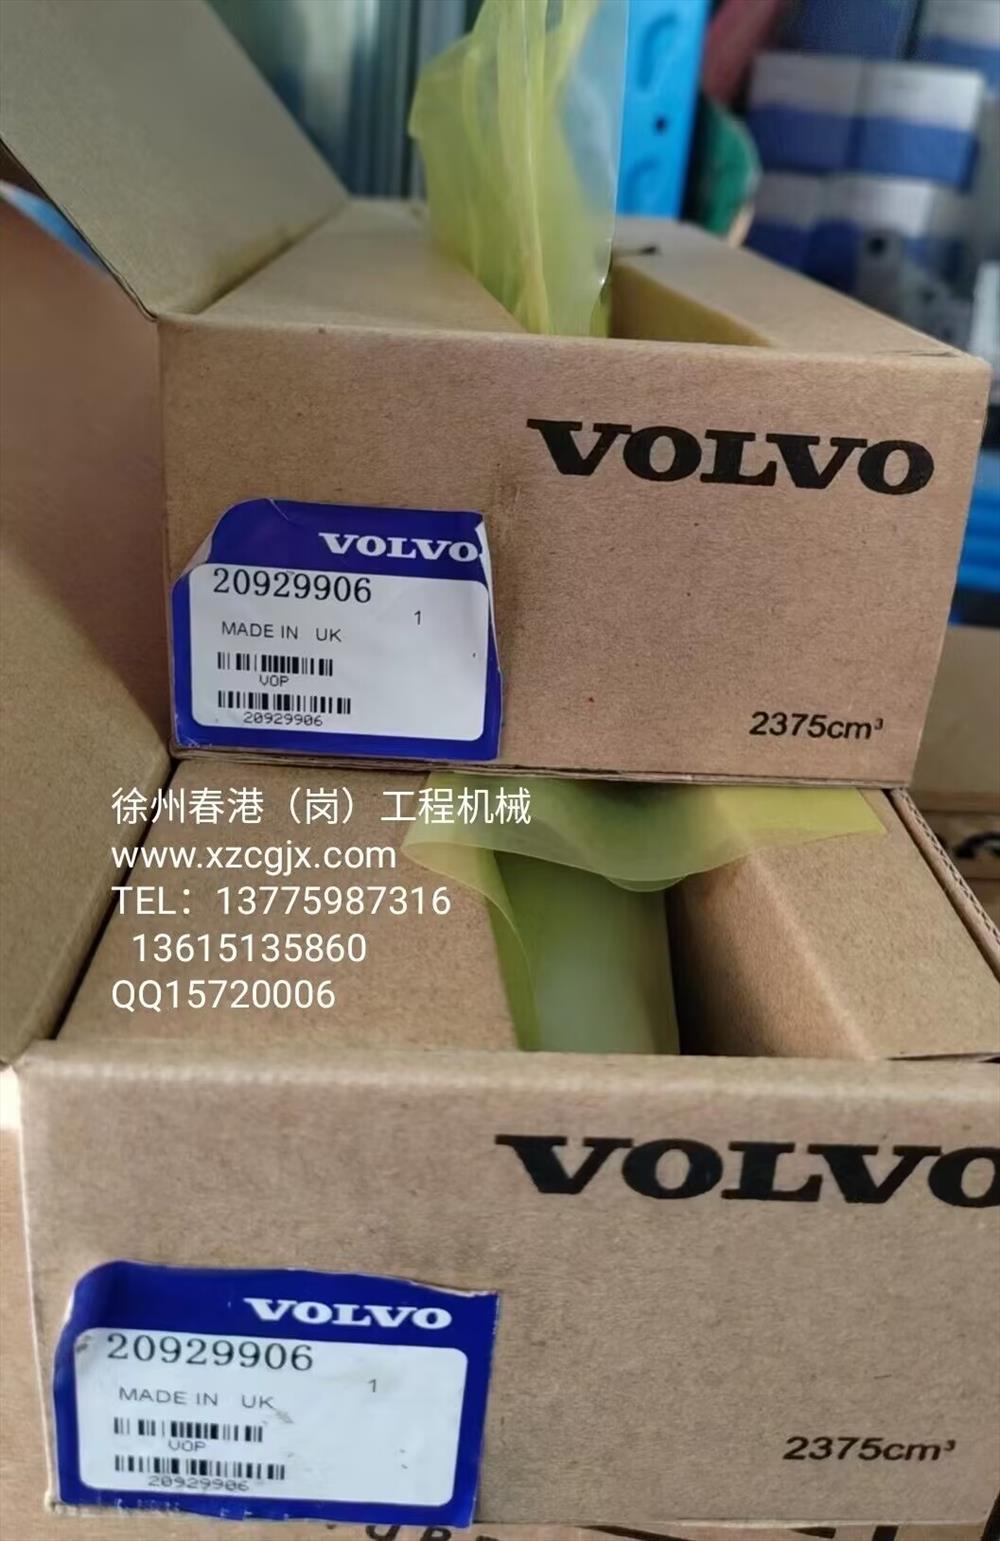 VOLVO
VOLVO
20929906
1
MADE IN UK
VOP
20929906
2375cm³
徐州春港（岗）工程机械
www.xzcgjx.com
TEL：13775987316
13615135860
QQ15720006
VOLVO
VOLVO
20929906
1
MADE IN UK
VOP
20929906
2375cm³